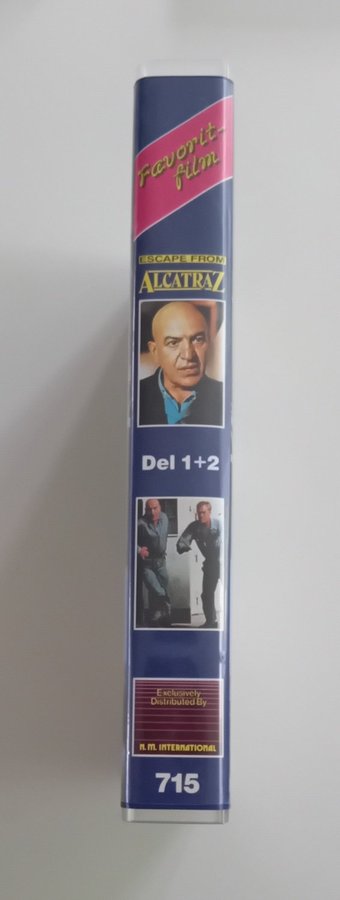 Favorit-
film
ESCAPE FROM
ALCATRAZ
Del 1+2
Exclusively
Distributed By
N.M. INTERNATIONAL
715